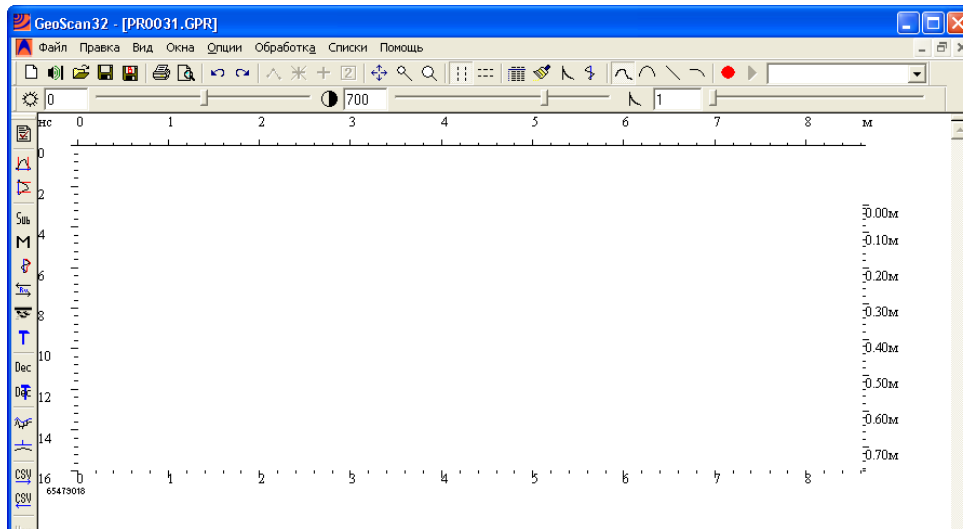 GeoScan32 - [PR0031.GPR]
Файл Правка Вид Окна Опции Обработка Списки Помощь
2
0 700 1
нс 0 1 2 3 4 5 6 7 8 м
0
2
4
6
8
10
12
14
16
0.00м
0.10м
0.20м
0.30м
0.40м
0.50м
0.60м
0.70м
0 1 2 3 4 5 6 7 8
65479018
Sub
M
T
Dec
CSV
CSV